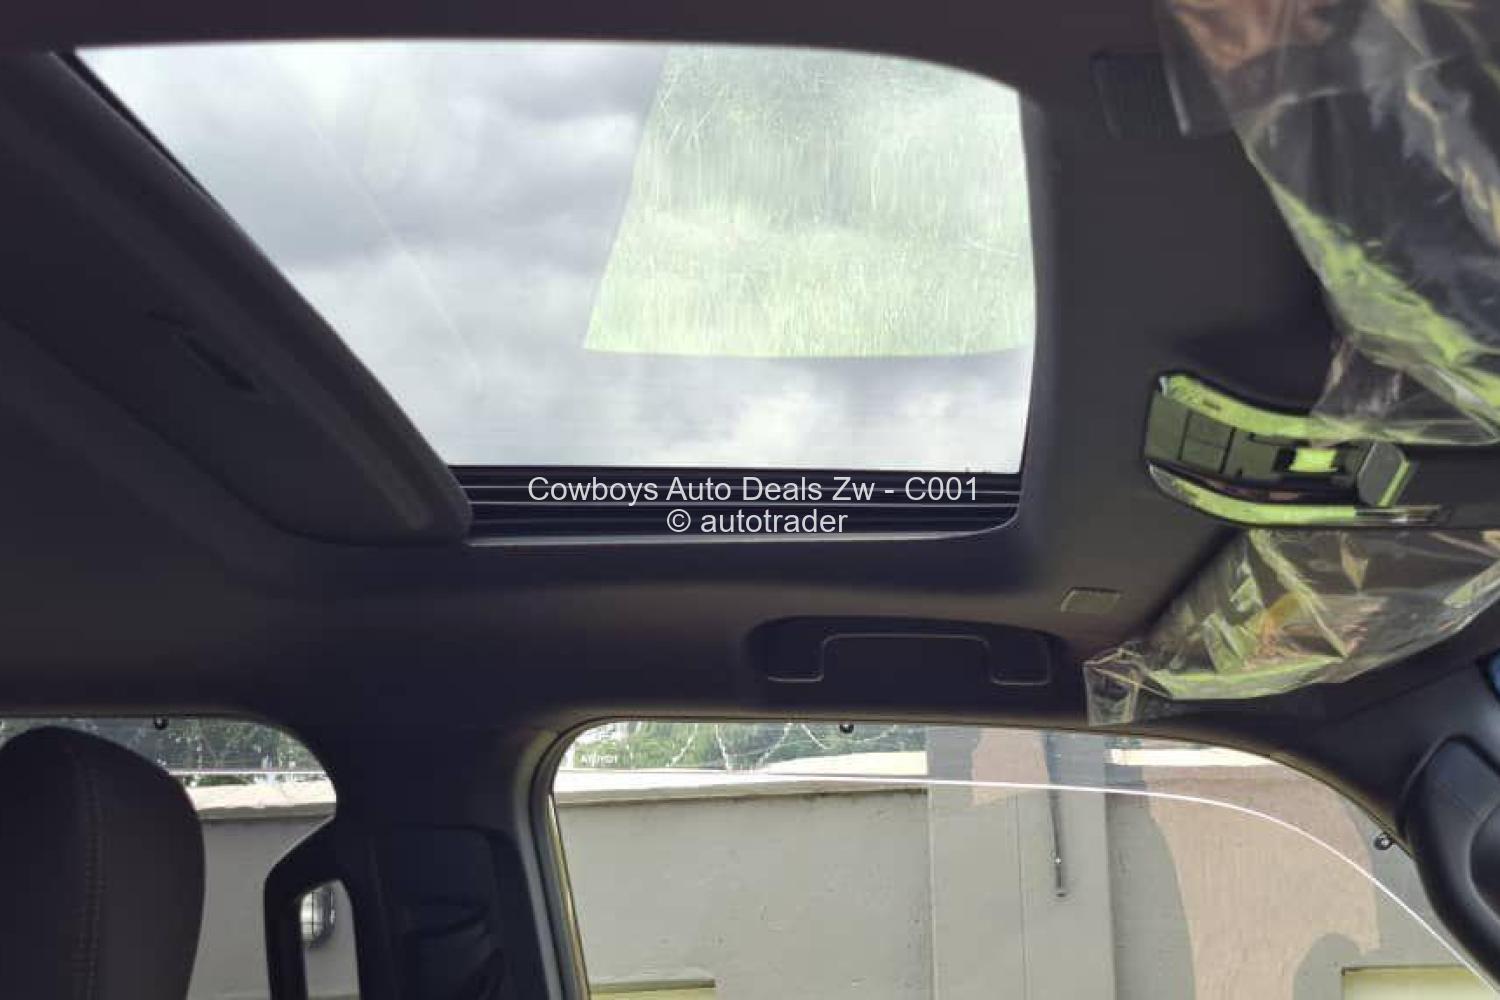 Cowboys Auto Deals Zw - C001
© autotrader